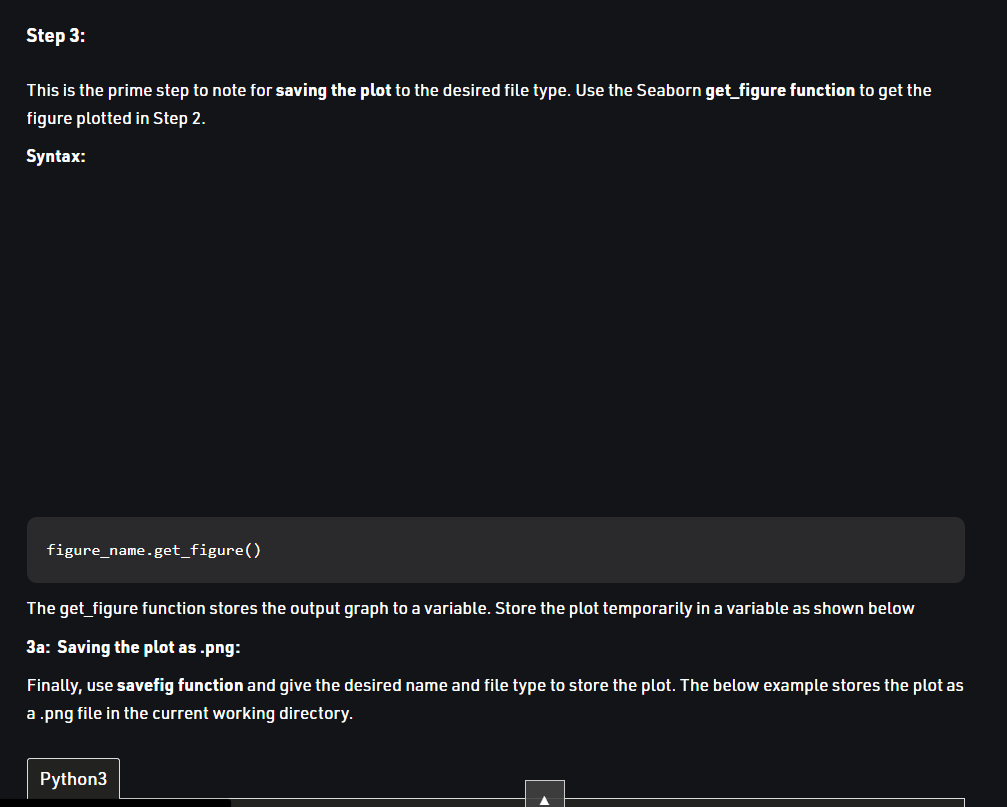 Step 3:
This is the prime step to note for saving the plot to the desired file type. Use the Seaborn get_figure function to get the
figure plotted in Step 2.
Syntax:
figure_name.get_figure()
The get_figure function stores the output graph to a variable. Store the plot temporarily in a variable as shown below
3a: Saving the plot as .png:
Finally, use savefig function and give the desired name and file type to store the plot. The below example stores the plot as
a .png file in the current working directory.
Python3